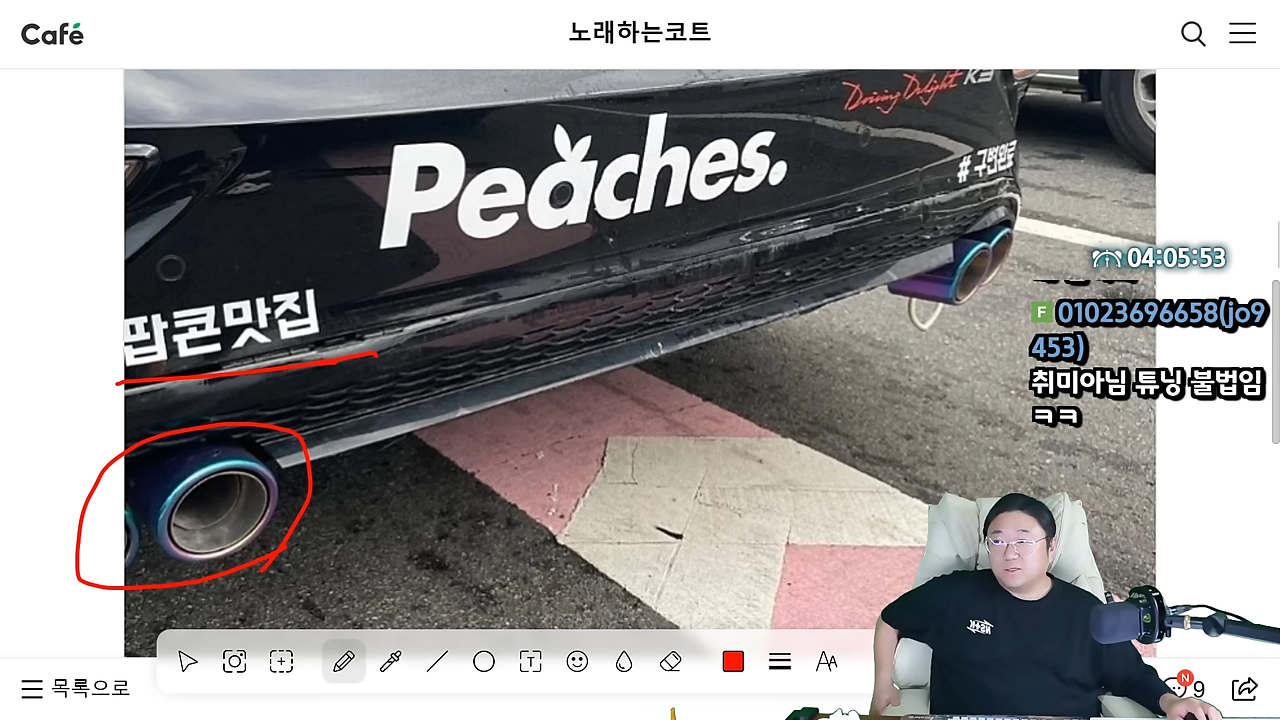 Café
노래하는코트
Driving Delight K3
Peaches.
# 구변완료
팝콘맛집
04:05:53
F 01023696658(jo9
453)
취미아님 튜닝 불법임
ㅋㅋ
T
AA
목록으로
N
9